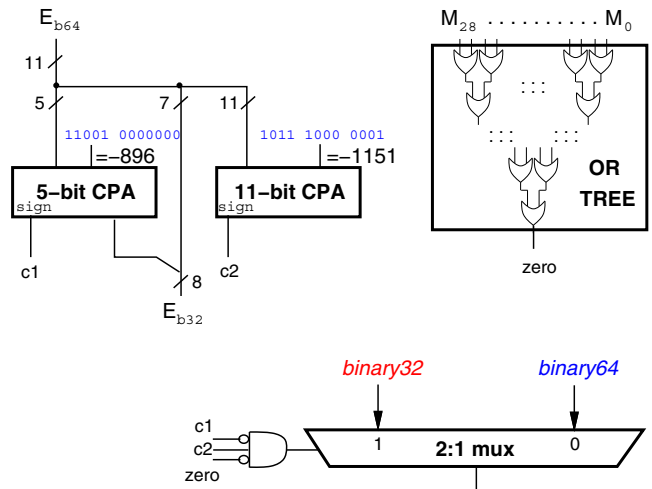 E_b64
M_28 . . . . . . . . . . M_0
11
5
7
11
11001 0000000
1011 1000 0001
=−896
=−1151
5−bit CPA
11−bit CPA
sign
sign
OR
TREE
c1
c2
8
E_b32
zero
binary32
binary64
c1
c2
zero
1
2:1 mux
0